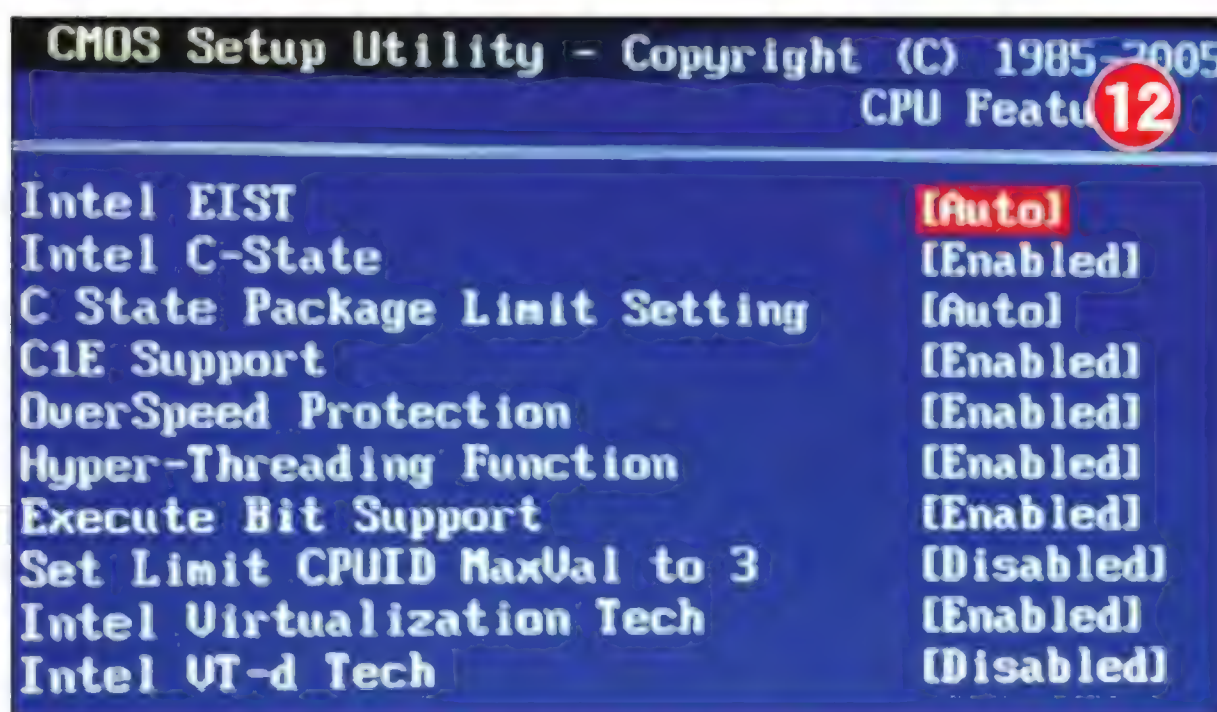 CMOS Setup Utility - Copyright (C) 1985-2005
CPU Featu
12
Intel EIST [Auto]
Intel C-State [Enabled]
C State Package Limit Setting [Auto]
C1E Support [Enabled]
OverSpeed Protection [Enabled]
Hyper-Threading Function [Enabled]
Execute Bit Support [Enabled]
Set Limit CPUID MaxVal to 3 [Disabled]
Intel Virtualization Tech [Enabled]
Intel VT-d Tech [Disabled]